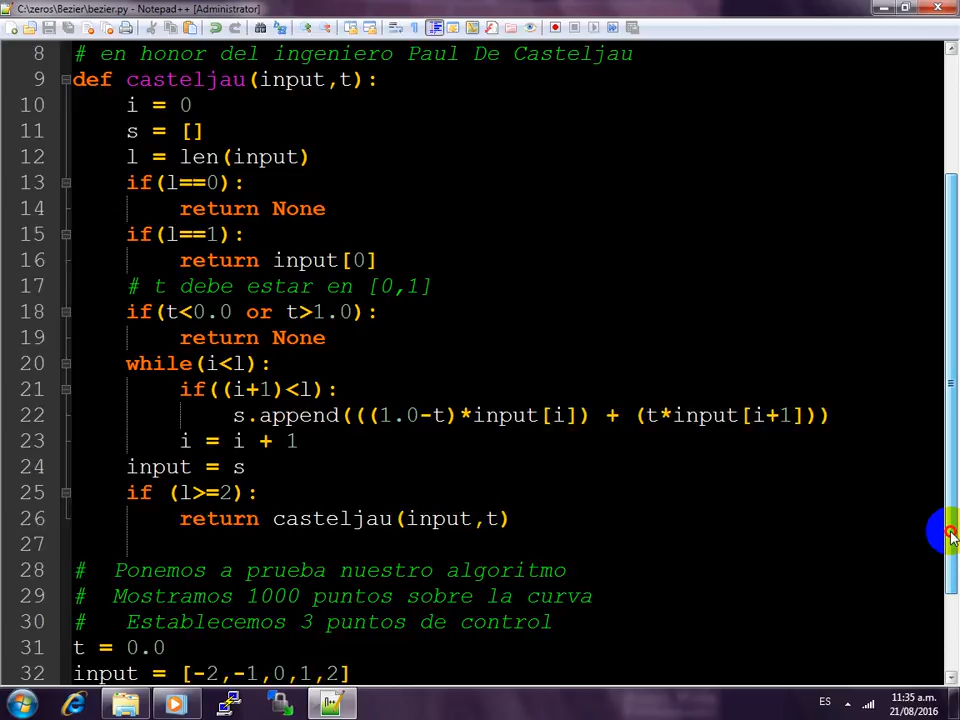 C:\zeros\Bezier\bezier.py - Notepad++ [Administrator]
8 # en honor del ingeniero Paul De Casteljau
9 def casteljau(input,t):
10 i = 0
11 s = []
12 l = len(input)
13 if(l==0):
14 return None
15 if(l==1):
16 return input[0]
17 # t debe estar en [0,1]
18 if(t<0.0 or t>1.0):
19 return None
20 while(i<l):
21 if((i+1)<l):
22 s.append(((1.0-t)*input[i]) + (t*input[i+1]))
23 i = i + 1
24 input = s
25 if (l>=2):
26 return casteljau(input,t)
27
28 # Ponemos a prueba nuestro algoritmo
29 # Mostramos 1000 puntos sobre la curva
30 # Establecemos 3 puntos de control
31 t = 0.0
32 input = [-2,-1,0,1,2]
ES
11:35 a.m.
21/08/2016